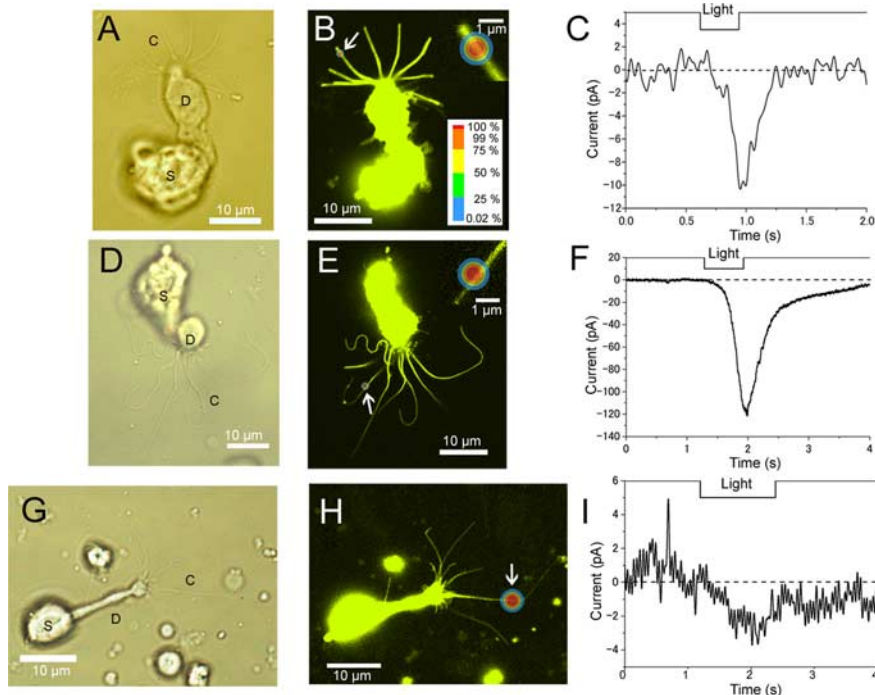 A
C
D
S
10 μm
B
1 μm
100 %
99 %
75 %
50 %
25 %
0.02 %
10 μm
C
Light
Current (pA)
4
2
0
-2
-4
-6
-8
-10
-12
0.0 0.5 1.0 1.5 2.0
Time (s)
D
S
D
C
10 μm
E
1 μm
10 μm
F
Light
Current (pA)
20
0
-20
-40
-60
-80
-100
-120
-140
0 1 2 3 4
Time (s)
G
C
S
D
10 μm
H
10 μm
I
Light
Current (pA)
6
4
2
0
-2
-4
0 1 2 3 4
Time (s)